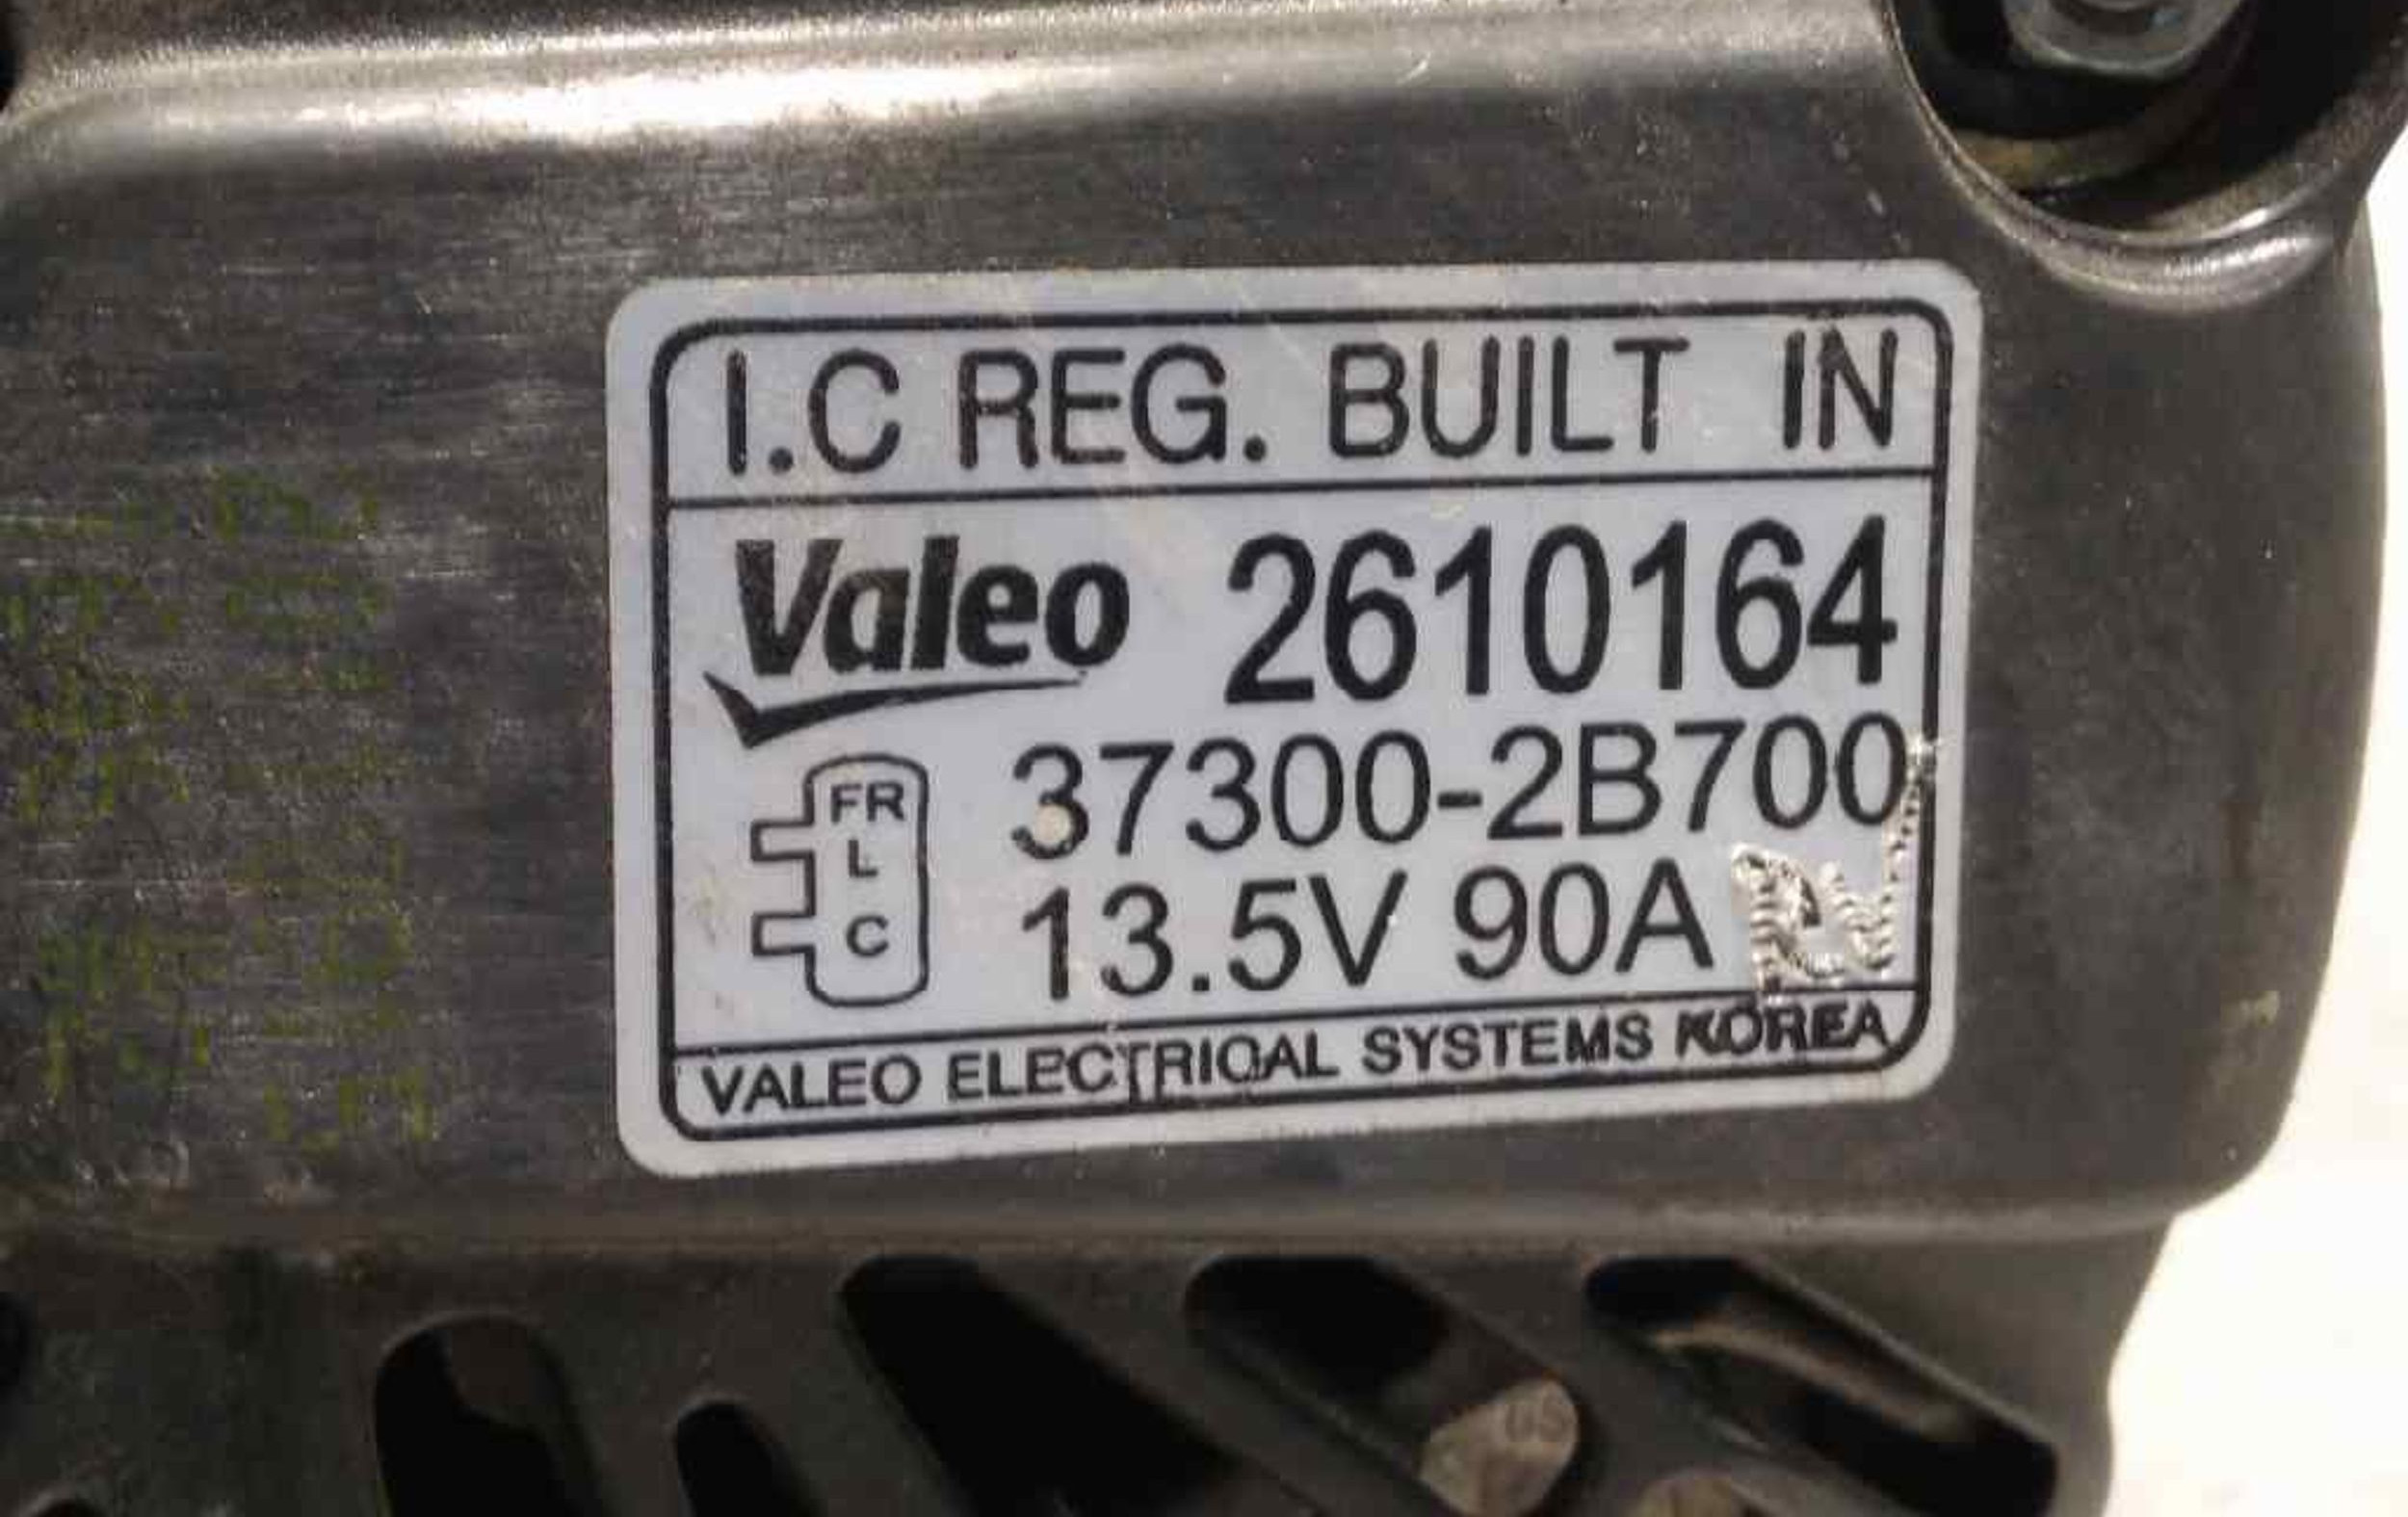 I.C REG. BUILT IN
Valeo 2610164
37300-2B700
13.5V 90A
FR
L
C
VALEO ELECTRICAL SYSTEMS KOREA